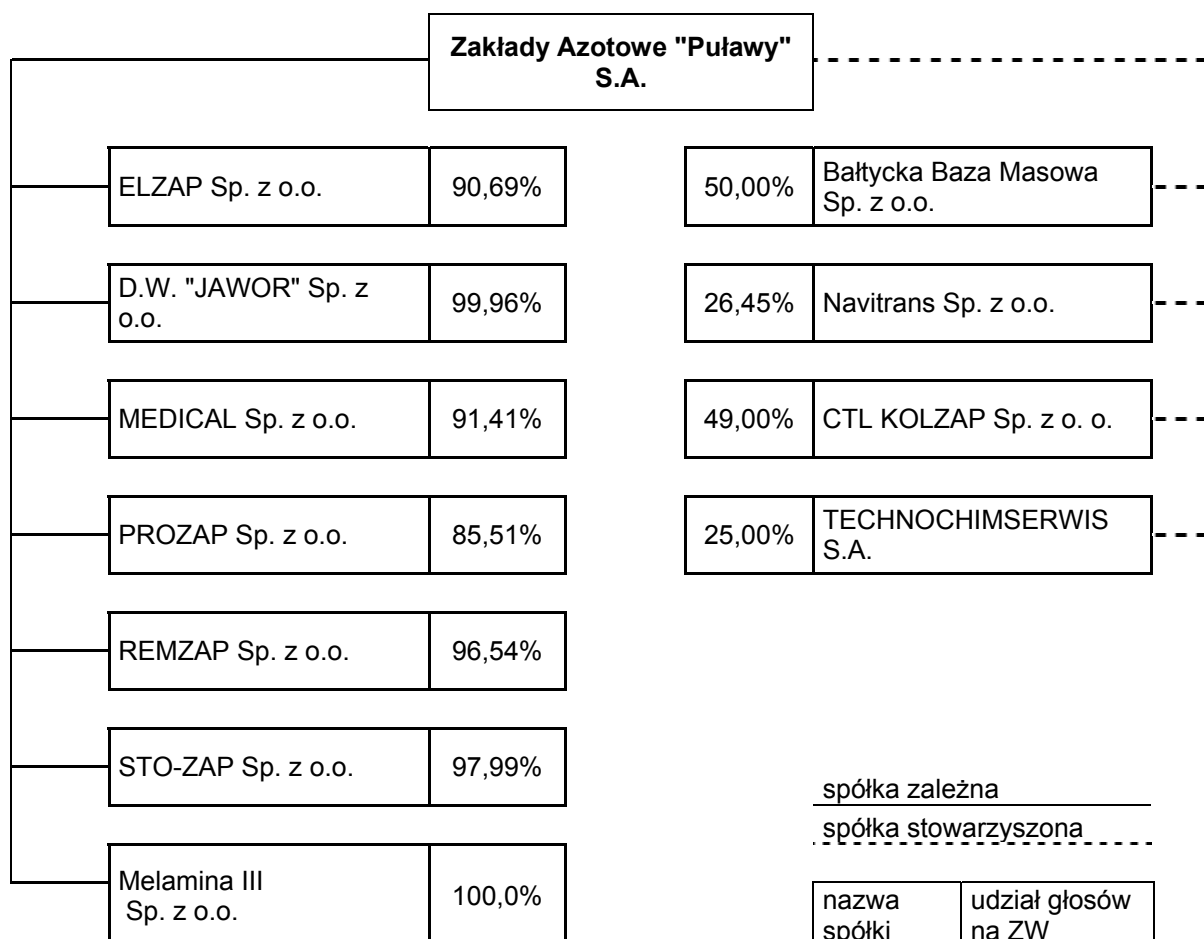 Zakłady Azotowe "Puławy"
S.A.
ELZAP Sp. z o.o.
90,69%
50,00%
Bałtycka Baza Masowa
Sp. z o.o.
D.W. "JAWOR" Sp. z
o.o.
99,96%
26,45%
Navitrans Sp. z o.o.
MEDICAL Sp. z o.o.
91,41%
49,00%
CTL KOLZAP Sp. z o. o.
PROZAP Sp. z o.o.
85,51%
25,00%
TECHNOCHIMSERWIS
S.A.
REMZAP Sp. z o.o.
96,54%
STO-ZAP Sp. z o.o.
97,99%
spółka zależna
spółka stowarzyszona
Melamina III
Sp. z o.o.
100,0%
nazwa
spółki
udział głosów
na ZW